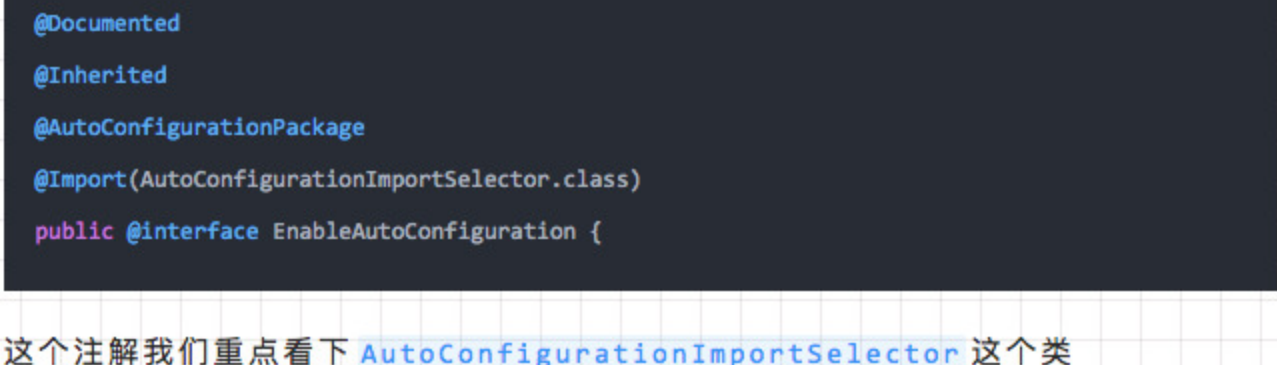 @Documented
@Inherited
@AutoConfigurationPackage
@Import(AutoConfigurationImportSelector.class)
public @interface EnableAutoConfiguration {
这个注解我们重点看下 AutoConfigurationImportSelector 这个类